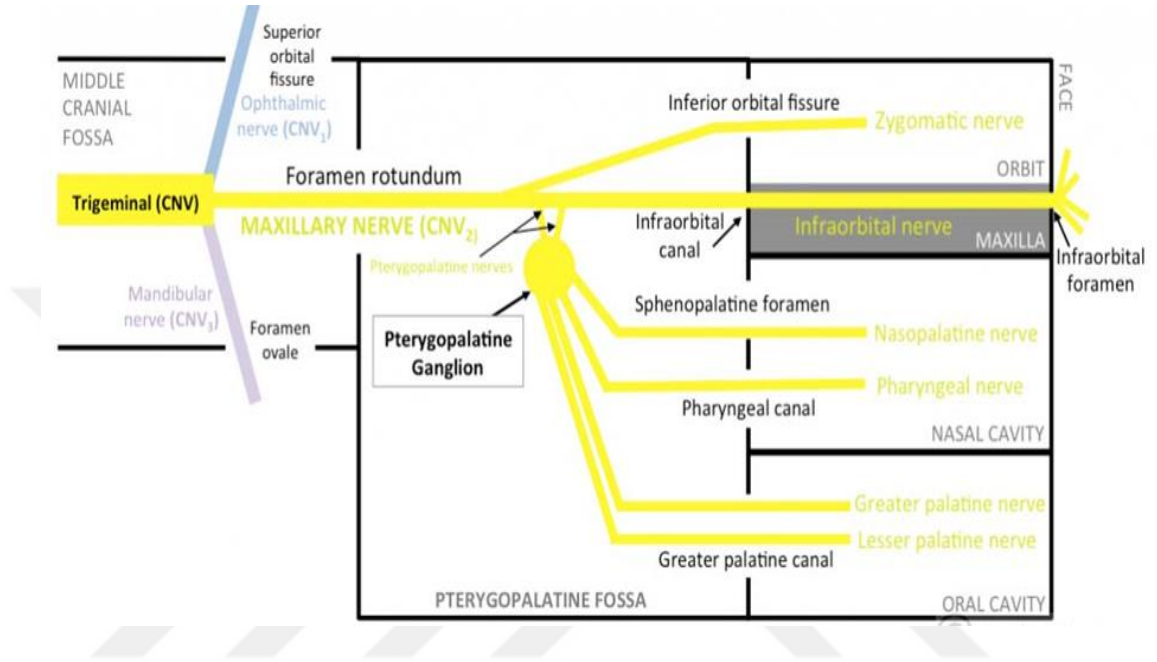 Superior
orbital
fissure
MIDDLE
CRANIAL
FOSSA
Ophthalmic
nerve (CNV₁)
FACE
Inferior orbital fissure
Zygomatic nerve
Foramen rotundum
ORBIT
Trigeminal (CNV)
MAXILLARY NERVE (CNV₂)
Infraorbital
canal
Infraorbital nerve
MAXILLA
Infraorbital
foramen
Pterygopalatine nerves
Mandibular
nerve (CNV₃)
Foramen
ovale
Sphenopalatine foramen
Pterygopalatine
Ganglion
Nasopalatine nerve
Pharyngeal nerve
Pharyngeal canal
NASAL CAVITY
Greater palatine nerve
Lesser palatine nerve
Greater palatine canal
PTERYGOPALATINE FOSSA
ORAL CAVITY